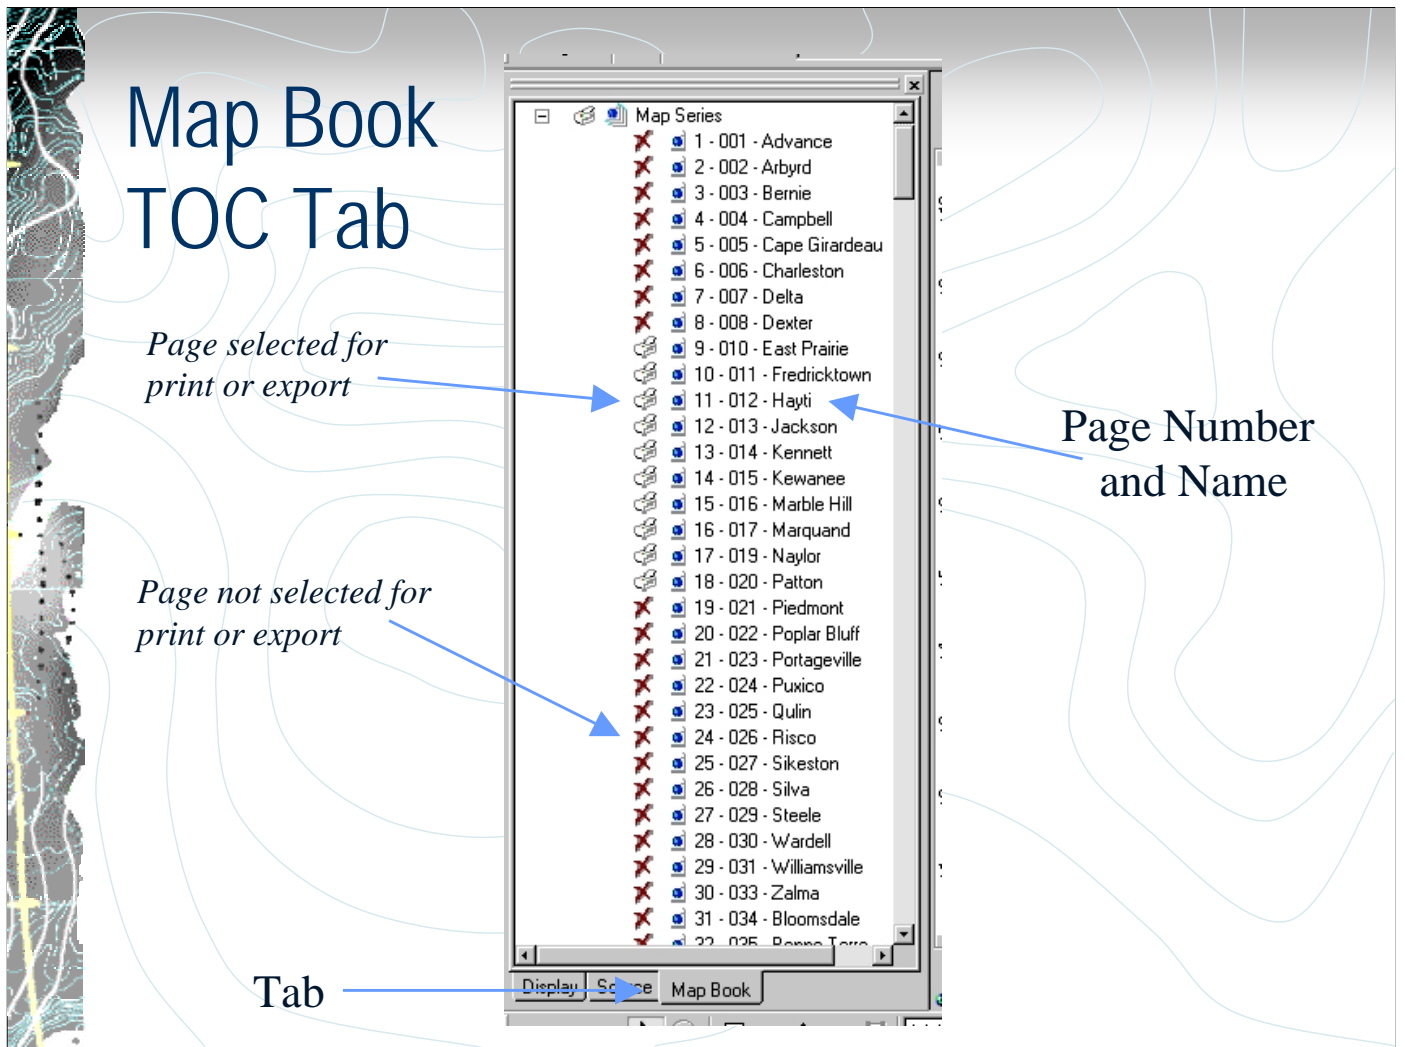 Map Book
TOC Tab
Page selected for
print or export
Page not selected for
print or export
Tab
Map Series
1 - 001 - Advance
2 - 002 - Arbyrd
3 - 003 - Bernie
4 - 004 - Campbell
5 - 005 - Cape Girardeau
6 - 006 - Charleston
7 - 007 - Delta
8 - 008 - Dexter
9 - 010 - East Prairie
10 - 011 - Fredricktown
11 - 012 - Hayti
12 - 013 - Jackson
13 - 014 - Kennett
14 - 015 - Kewanee
15 - 016 - Marble Hill
16 - 017 - Marquand
17 - 019 - Naylor
18 - 020 - Patton
19 - 021 - Piedmont
20 - 022 - Poplar Bluff
21 - 023 - Portageville
22 - 024 - Puxico
23 - 025 - Qulin
24 - 026 - Risco
25 - 027 - Sikeston
26 - 028 - Silva
27 - 029 - Steele
28 - 030 - Wardell
29 - 031 - Williamsville
30 - 033 - Zalma
31 - 034 - Bloomsdale
Display Source Map Book
Page Number
and Name